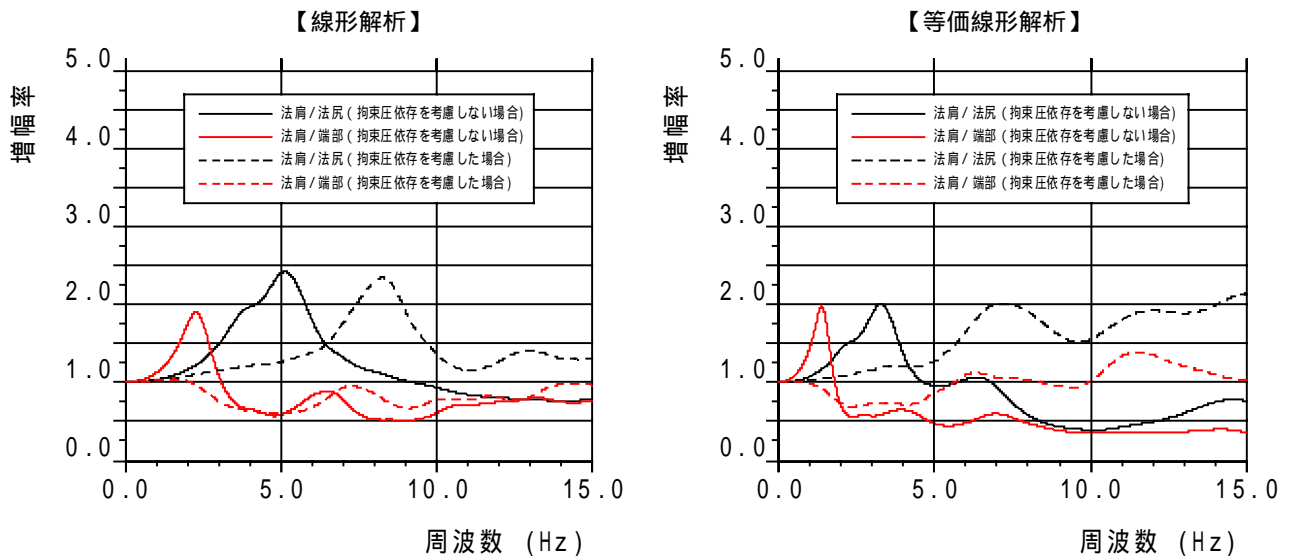 【線形解析】
増幅率
5.0
4.0
3.0
2.0
1.0
0.0
法肩/法尻(拘束圧依存を考慮しない場合)
法肩/端部(拘束圧依存を考慮しない場合)
法肩/法尻(拘束圧依存を考慮した場合)
法肩/端部(拘束圧依存を考慮した場合)
0.0 5.0 10.0 15.0
周波数 (Hz)
【等価線形解析】
増幅率
5.0
4.0
3.0
2.0
1.0
0.0
法肩/法尻(拘束圧依存を考慮しない場合)
法肩/端部(拘束圧依存を考慮しない場合)
法肩/法尻(拘束圧依存を考慮した場合)
法肩/端部(拘束圧依存を考慮した場合)
0.0 5.0 10.0 15.0
周波数 (Hz)